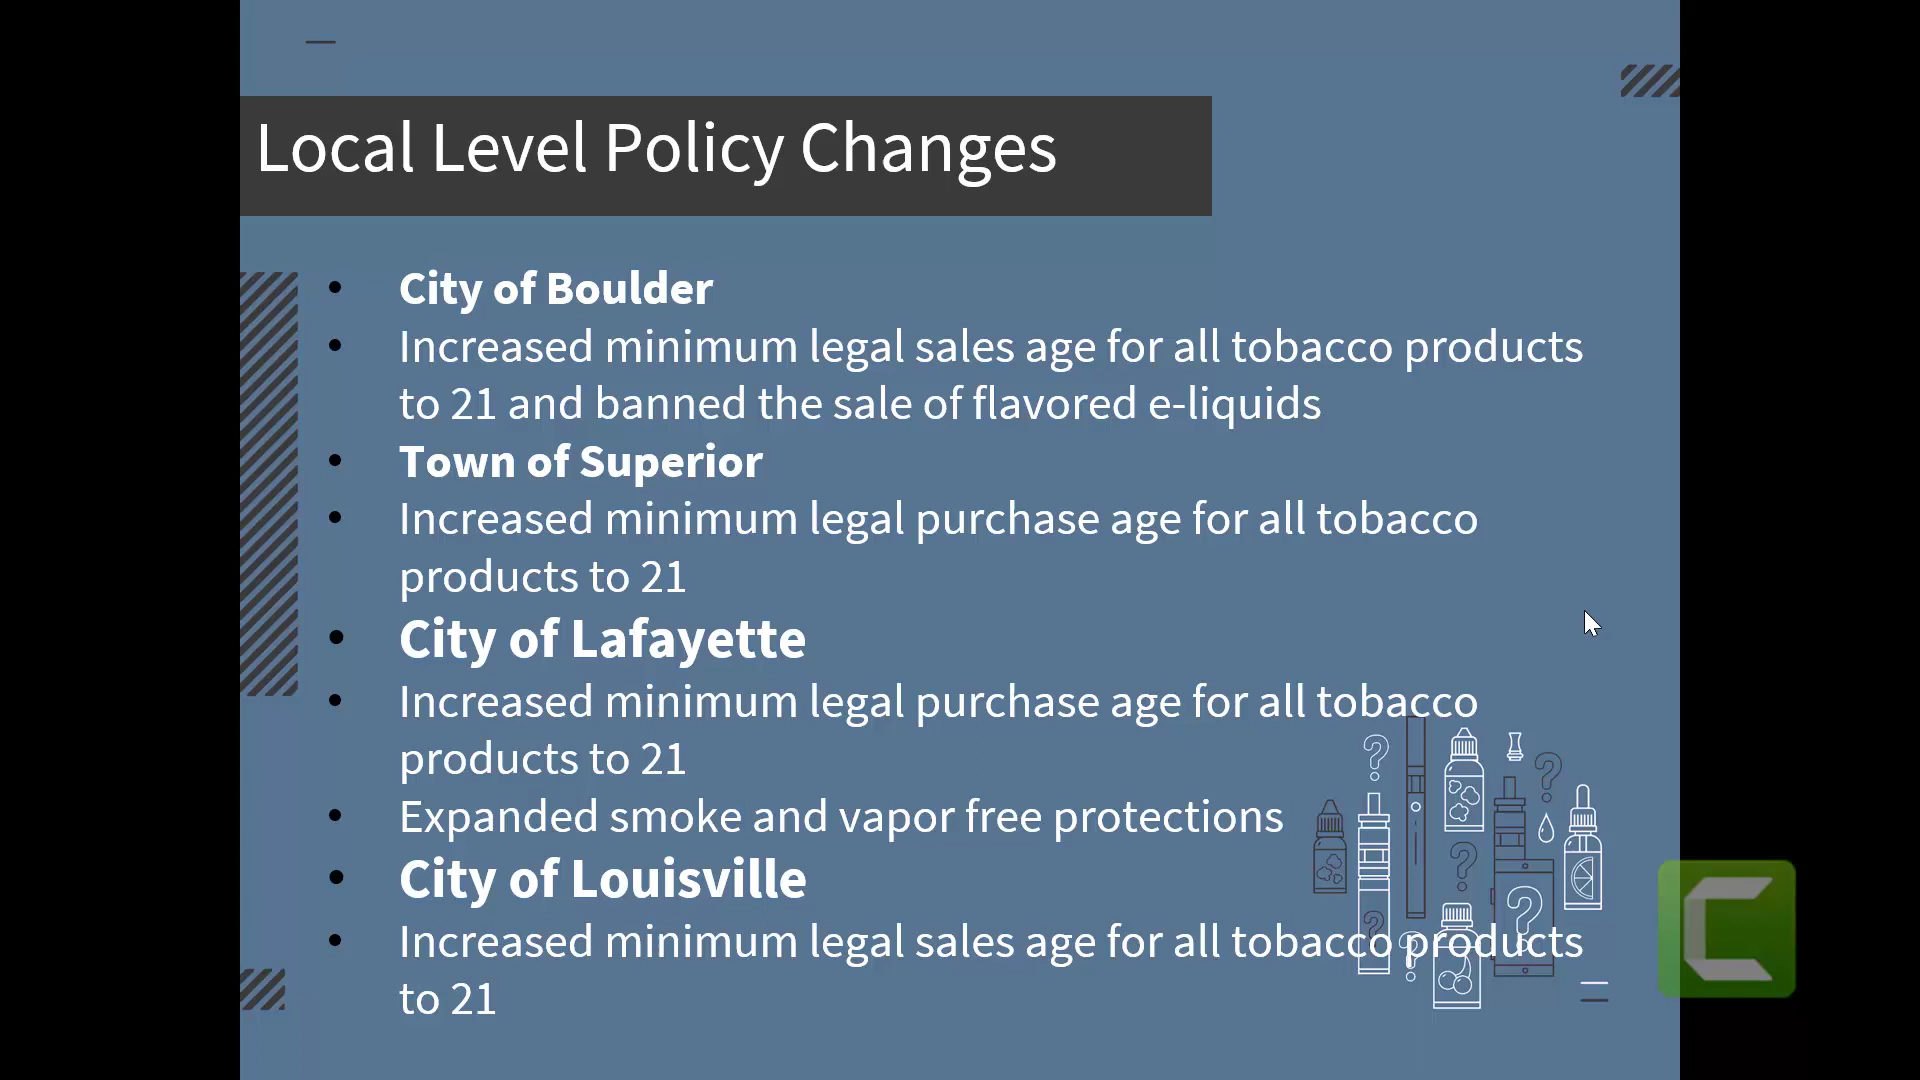 Local Level Policy Changes
• City of Boulder
• Increased minimum legal sales age for all tobacco products
to 21 and banned the sale of flavored e-liquids
• Town of Superior
• Increased minimum legal purchase age for all tobacco
products to 21
• City of Lafayette
• Increased minimum legal purchase age for all tobacco
products to 21
• Expanded smoke and vapor free protections
• City of Louisville
• Increased minimum legal sales age for all tobacco products
to 21